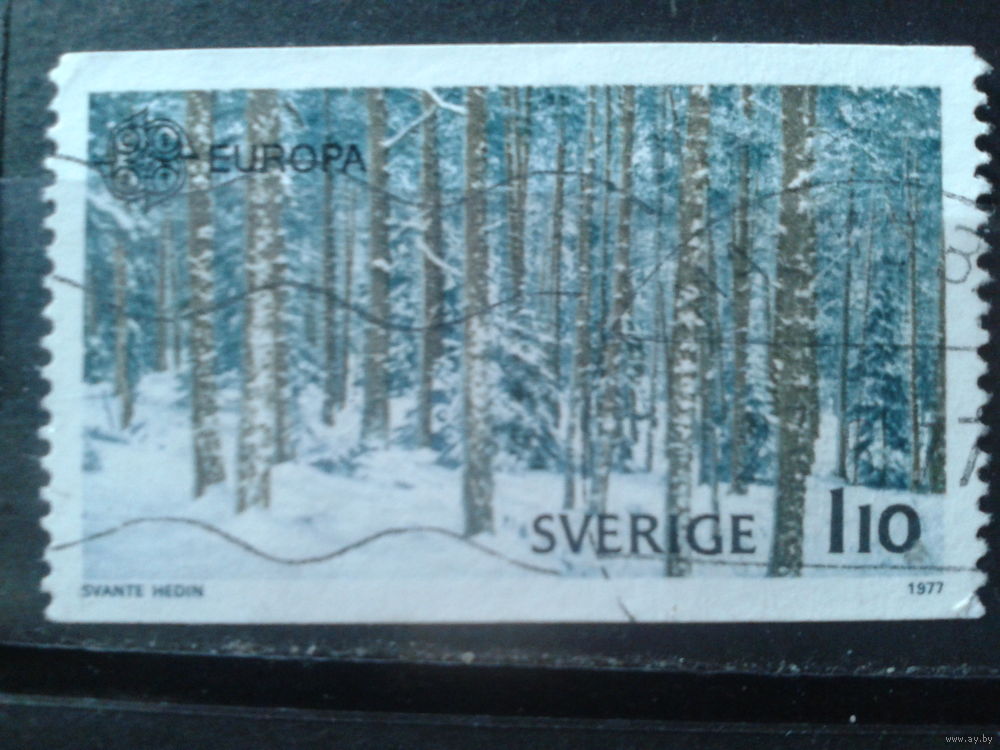 EUROPA
SVERIGE 1 10
SVANTE HEDIN 1977
www.ay.by